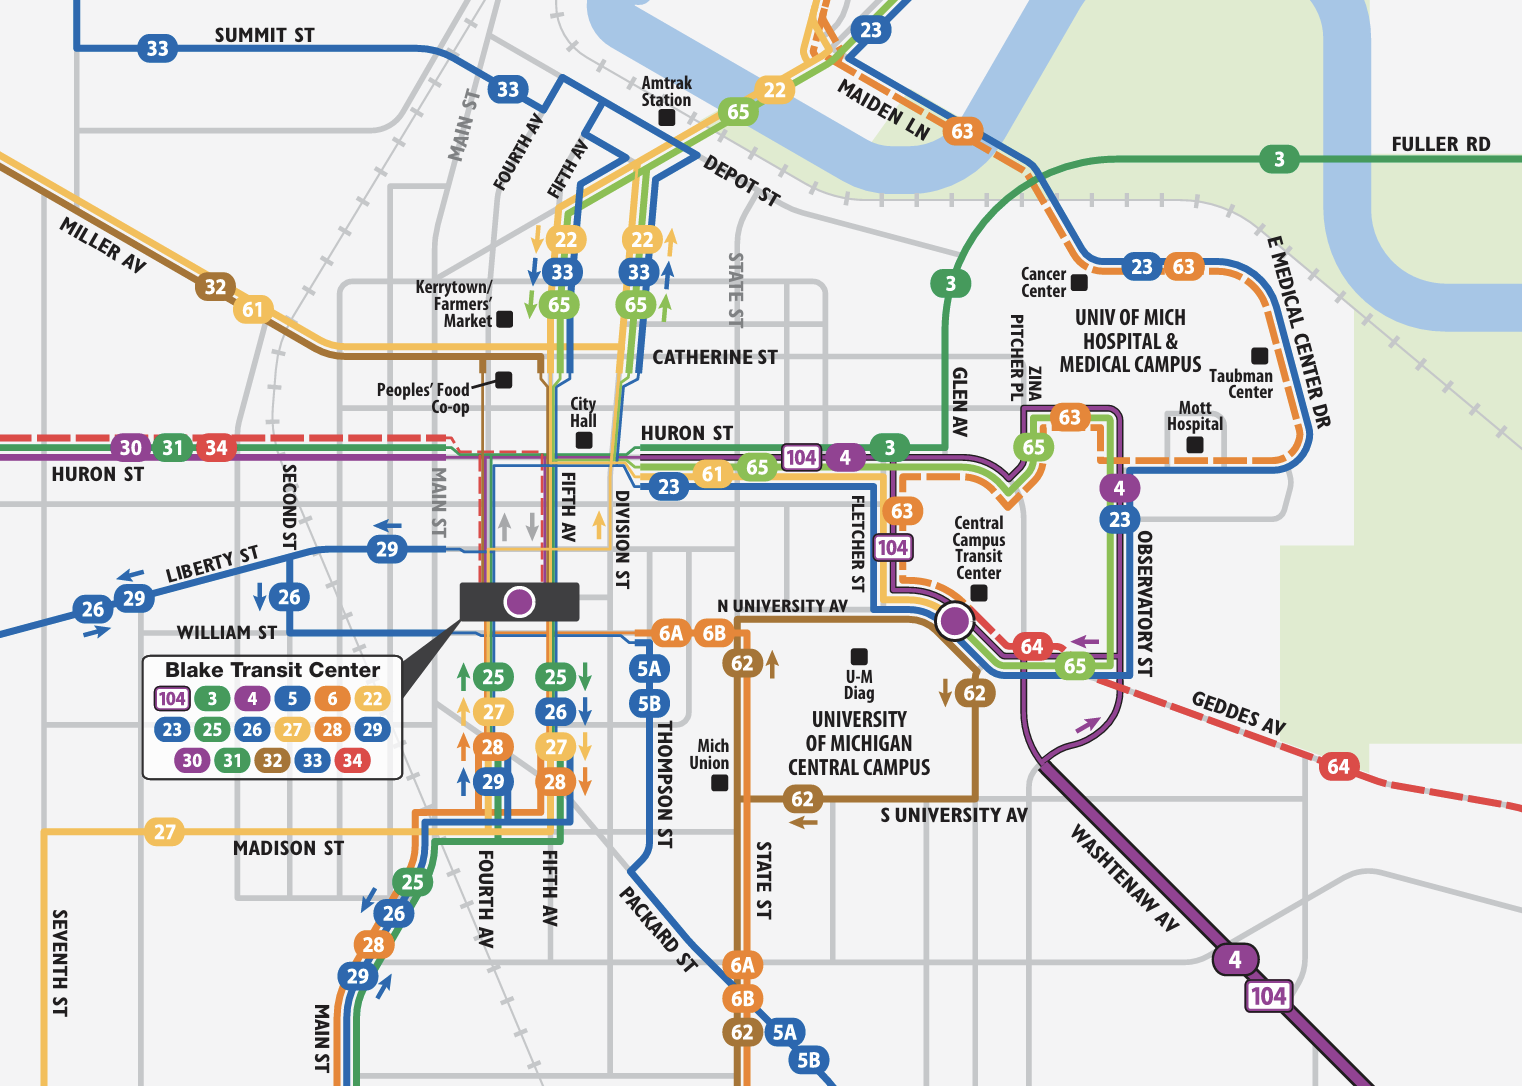 SUMMIT ST
33
33
MAIN ST
FOURTH AV
FIFTH AV
Amtrak
Station
22
65
23
MAIDEN LN
63
DEPOT ST
3
FULLER RD
MILLER AV
32
61
22
33
65
22
33
65
STATE ST
Kerrytown/
Farmers'
Market
3
Cancer
Center
23
63
E MEDICAL CENTER DR
UNIV OF MICH
HOSPITAL &
MEDICAL CAMPUS
PITCHER PL
ZINA
Taubman
Center
CATHERINE ST
Peoples' Food
Co-op
City
Hall
GLEN AV
Mott
Hospital
63
65
30
31
34
HURON ST
HURON ST
104
4
3
65
61
23
SECOND ST
MAIN ST
FIFTH AV
DIVISION ST
FLETCHER ST
63
104
4
23
OBSERVATORY ST
Central
Campus
Transit
Center
LIBERTY ST
29
29
26
26
WILLIAM ST
N UNIVERSITY AV
6A
6B
64
65
GEDDES AV
64
Blake Transit Center
104 3 4 5 6 22
23 25 26 27 28 29
30 31 32 33 34
25
27
28
29
25
26
27
28
5A
5B
62
62
U-M
Diag
UNIVERSITY
OF MICHIGAN
CENTRAL CAMPUS
Mich
Union
62
S UNIVERSITY AV
THOMPSON ST
27
MADISON ST
25
26
28
29
SEVENTH ST
MAIN ST
FOURTH AV
FIFTH AV
PACKARD ST
STATE ST
6A
6B
62
5A
5B
WASHTENAW AV
4
104